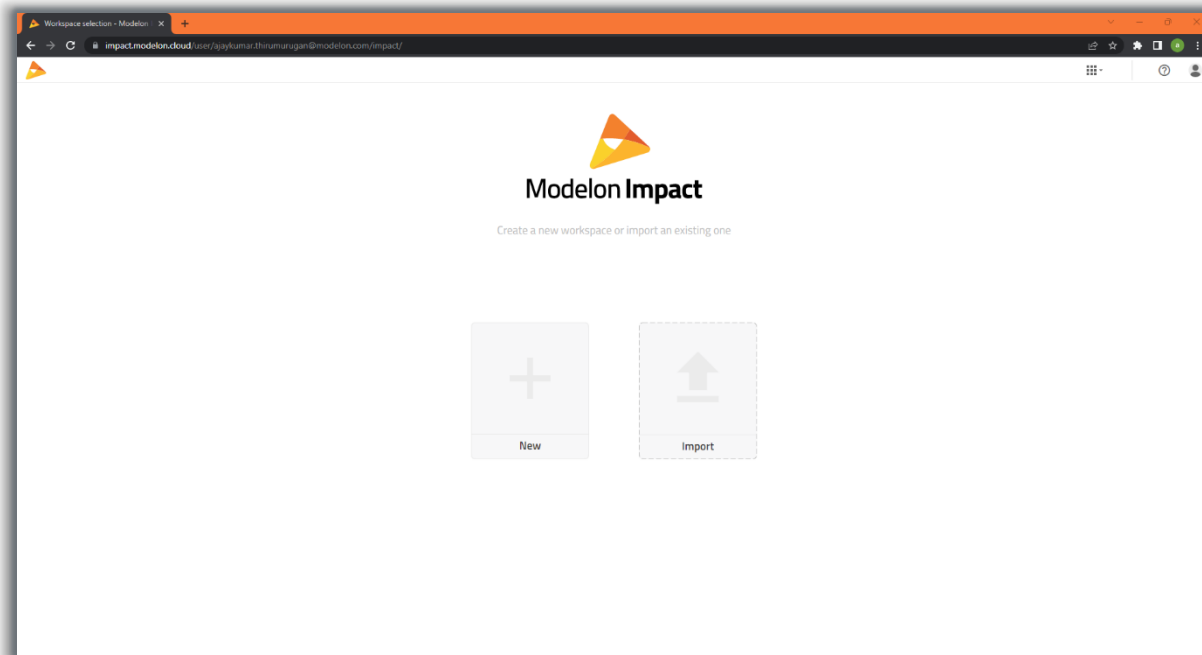 Workspace selection - Modelon
impact.modelon.cloud/user/ajaykumar.thirumurugan@modelon.com/impact/
Modelon Impact
Create a new workspace or import an existing one
New
Import